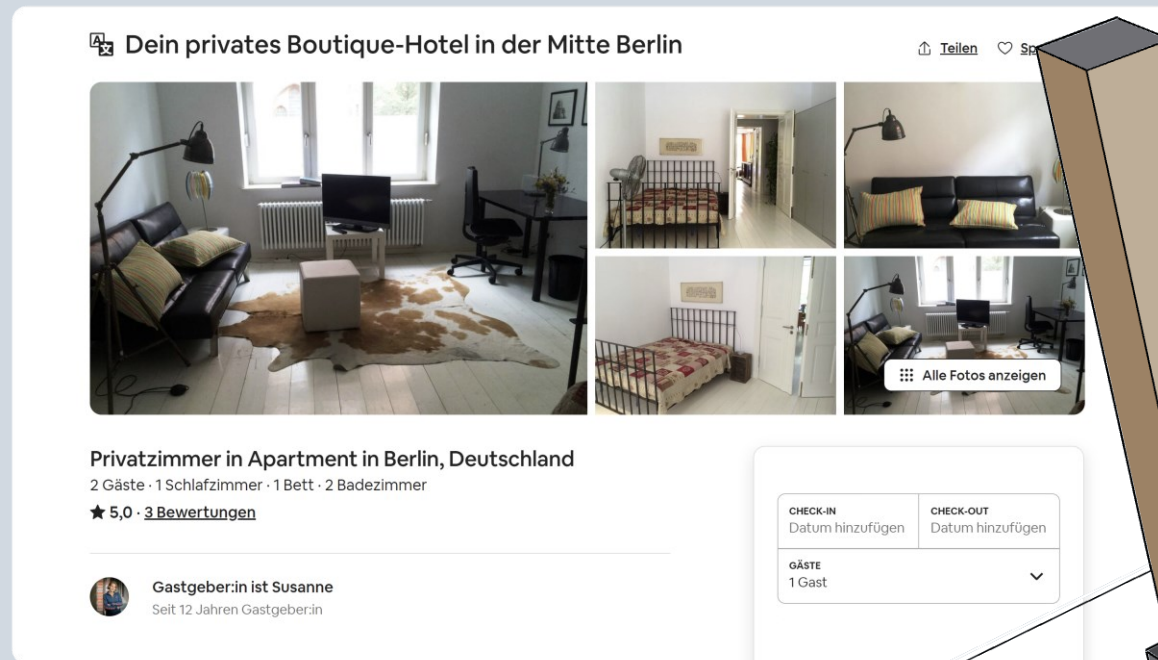 Dein privates Boutique-Hotel in der Mitte Berlin
Teilen
Alle Fotos anzeigen
Privatzimmer in Apartment in Berlin, Deutschland
2 Gäste · 1 Schlafzimmer · 1 Bett · 2 Badezimmer
5,0 · 3 Bewertungen
Gastgeber:in ist Susanne
Seit 12 Jahren Gastgeber:in
CHECK-IN CHECK-OUT
Datum hinzufügen Datum hinzufügen
GÄSTE
1 Gast